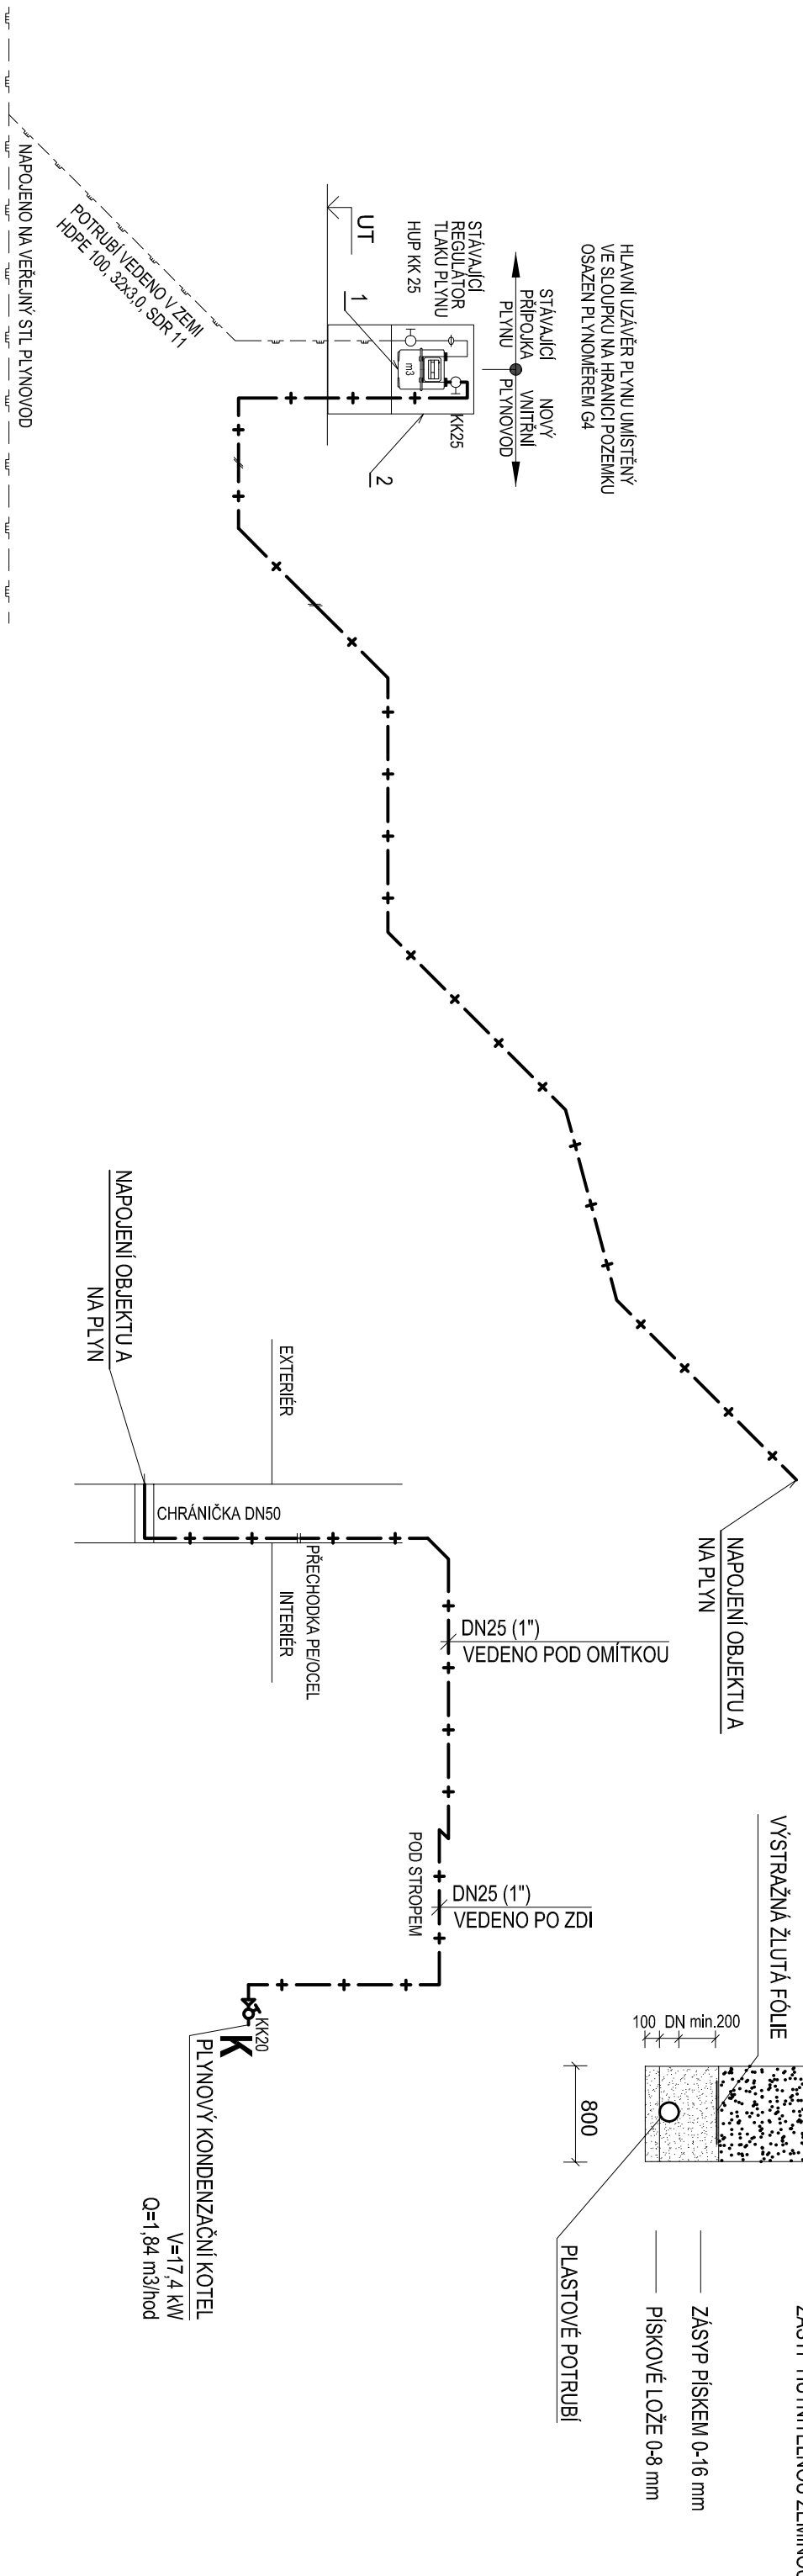 HLAVNÍ UZÁVĚR PLYNU UMÍSTĚNÝ
VE SLOUPKU NA HRANICI POZEMKU
OSAZEN PLYNOMĚREM G4
STÁVAJÍCÍ
PŘÍPOJKA
PLYNU
NOVÝ
VNITŘNÍ
PLYNOVOD
STÁVAJÍCÍ
REGULÁTOR
TLAKU PLYNU
HUP KK 25
UT
1
m3
KK25
2
POTRUBÍ VEDENO V ZEMI
HDPE 100, 32x3,0, SDR 11
NAPOJENO NA VEŘEJNÝ STL PLYNOVOD
NAPOJENÍ OBJEKTU A
NA PLYN
NAPOJENÍ OBJEKTU A
NA PLYN
EXTERIÉR
CHRÁNIČKA DN50
PŘECHODKA PE/OCEL
INTERIÉR
DN25 (1")
VEDENO POD OMÍTKOU
POD STROPEM
DN25 (1")
VEDENO PO ZDI
KK20
K
PLYNOVÝ KONDENZAČNÍ KOTEL
V=17,4 kW
Q=1,84 m3/hod
VÝSTRAŽNÁ ŽLUTÁ FÓLIE
100 DN min.200
800
PLASTOVÉ POTRUBÍ
ZÁSYP PÍSKEM 0-16 mm
PÍSKOVÉ LOŽE 0-8 mm